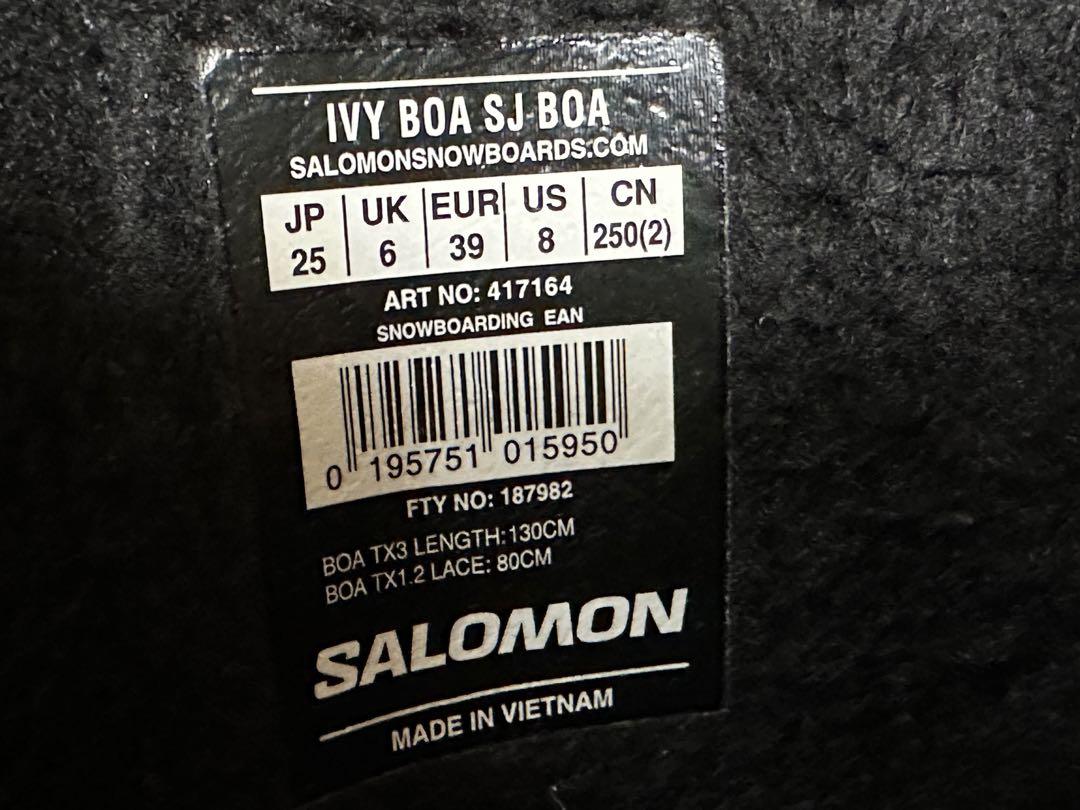 IVY BOA SJ BOA
SALOMONSNOWBOARDS.COM
JP UK EUR US CN
25 6 39 8 250(2)
ART NO: 417164
SNOWBOARDING EAN
0 195751 015950
FTY NO: 187982
BOA TX3 LENGTH:130CM
BOA TX1.2 LACE: 80CM
SALOMON
MADE IN VIETNAM